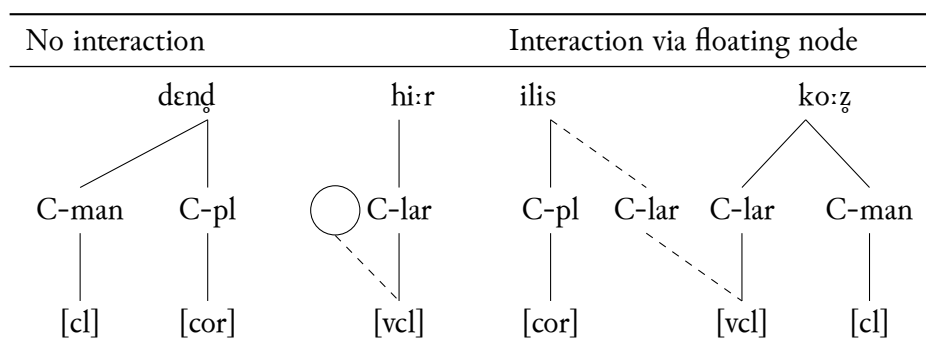 No interaction Interaction via floating node
dɛnd̥ hiːr ilis koːz̥
C-man C-pl C-lar C-pl C-lar C-lar C-man
[cl] [cor] [vcl] [cor] [vcl] [cl]